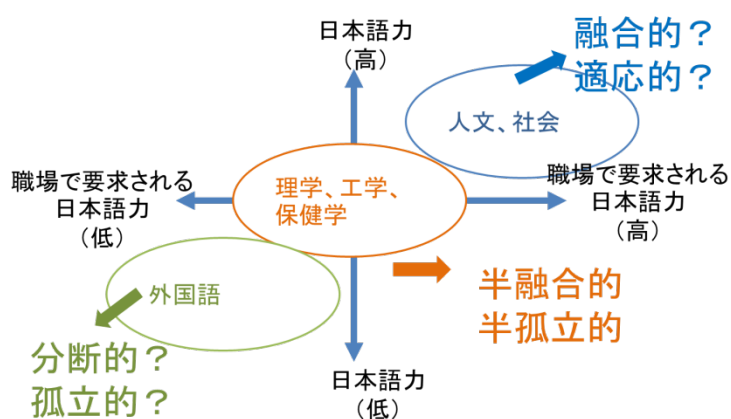 日本語力
（高）
融合的？
適応的？
人文、社会
職場で要求される
日本語力
（低）
理学、工学、
保健学
職場で要求される
日本語力
（高）
外国語
半融合的
半孤立的
分断的？
孤立的？
日本語力
（低）